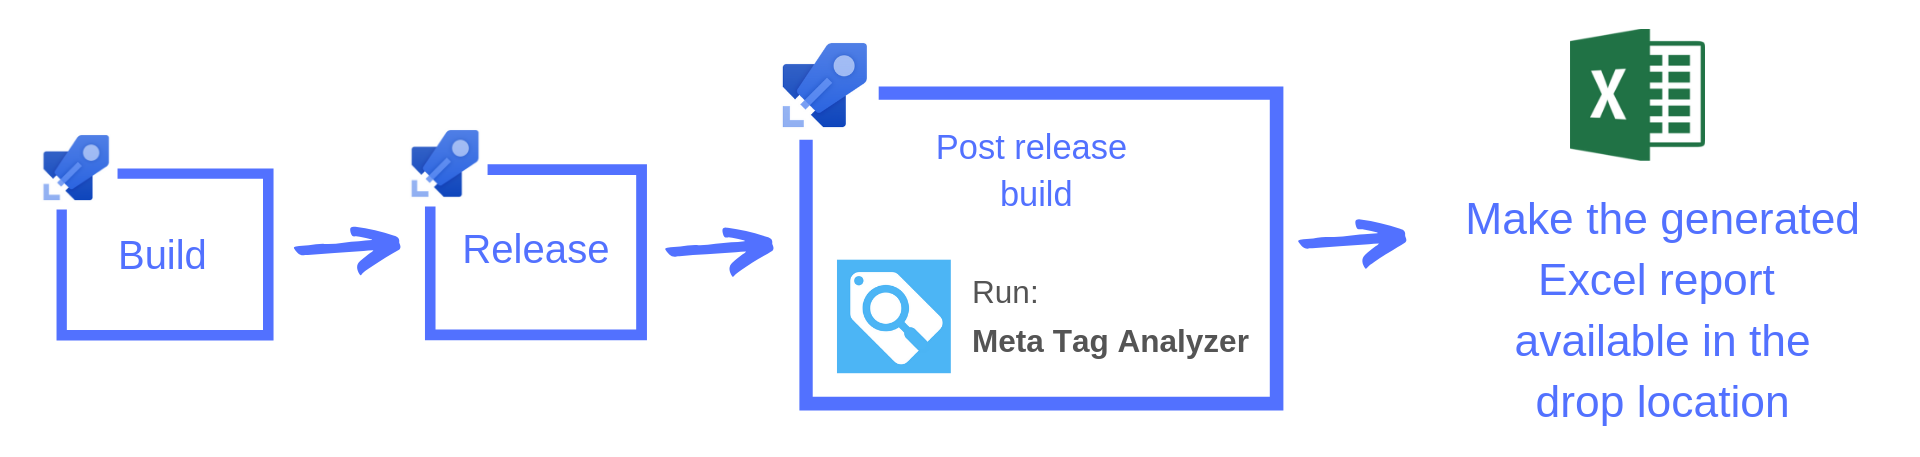 Build
Release
Post release
build
Run:
Meta Tag Analyzer
X
Make the generated
Excel report
available in the
drop location